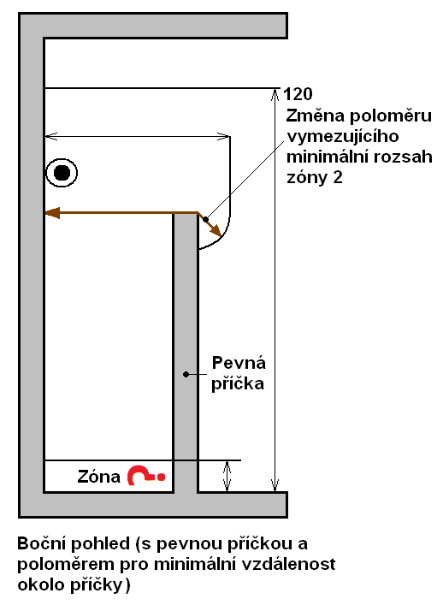 120
Změna poloměru
vymezujícího
minimální rozsah
zóny 2
Pevná
příčka
Zóna ?
Boční pohled (s pevnou příčkou a
poloměrem pro minimální vzdálenost
okolo příčky)